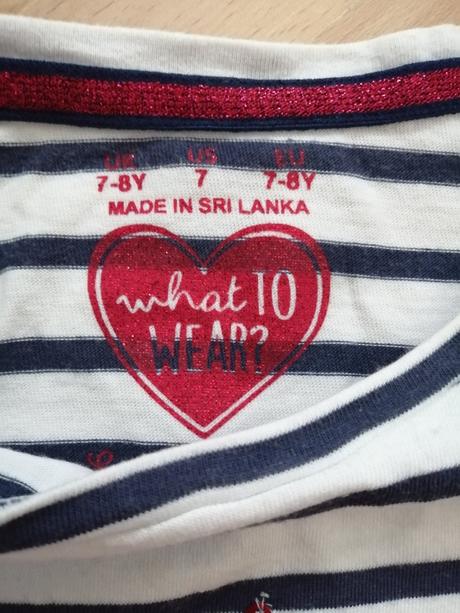 UK US EU
7-8Y 7 7-8Y
MADE IN SRI LANKA
what TO
WEAR?